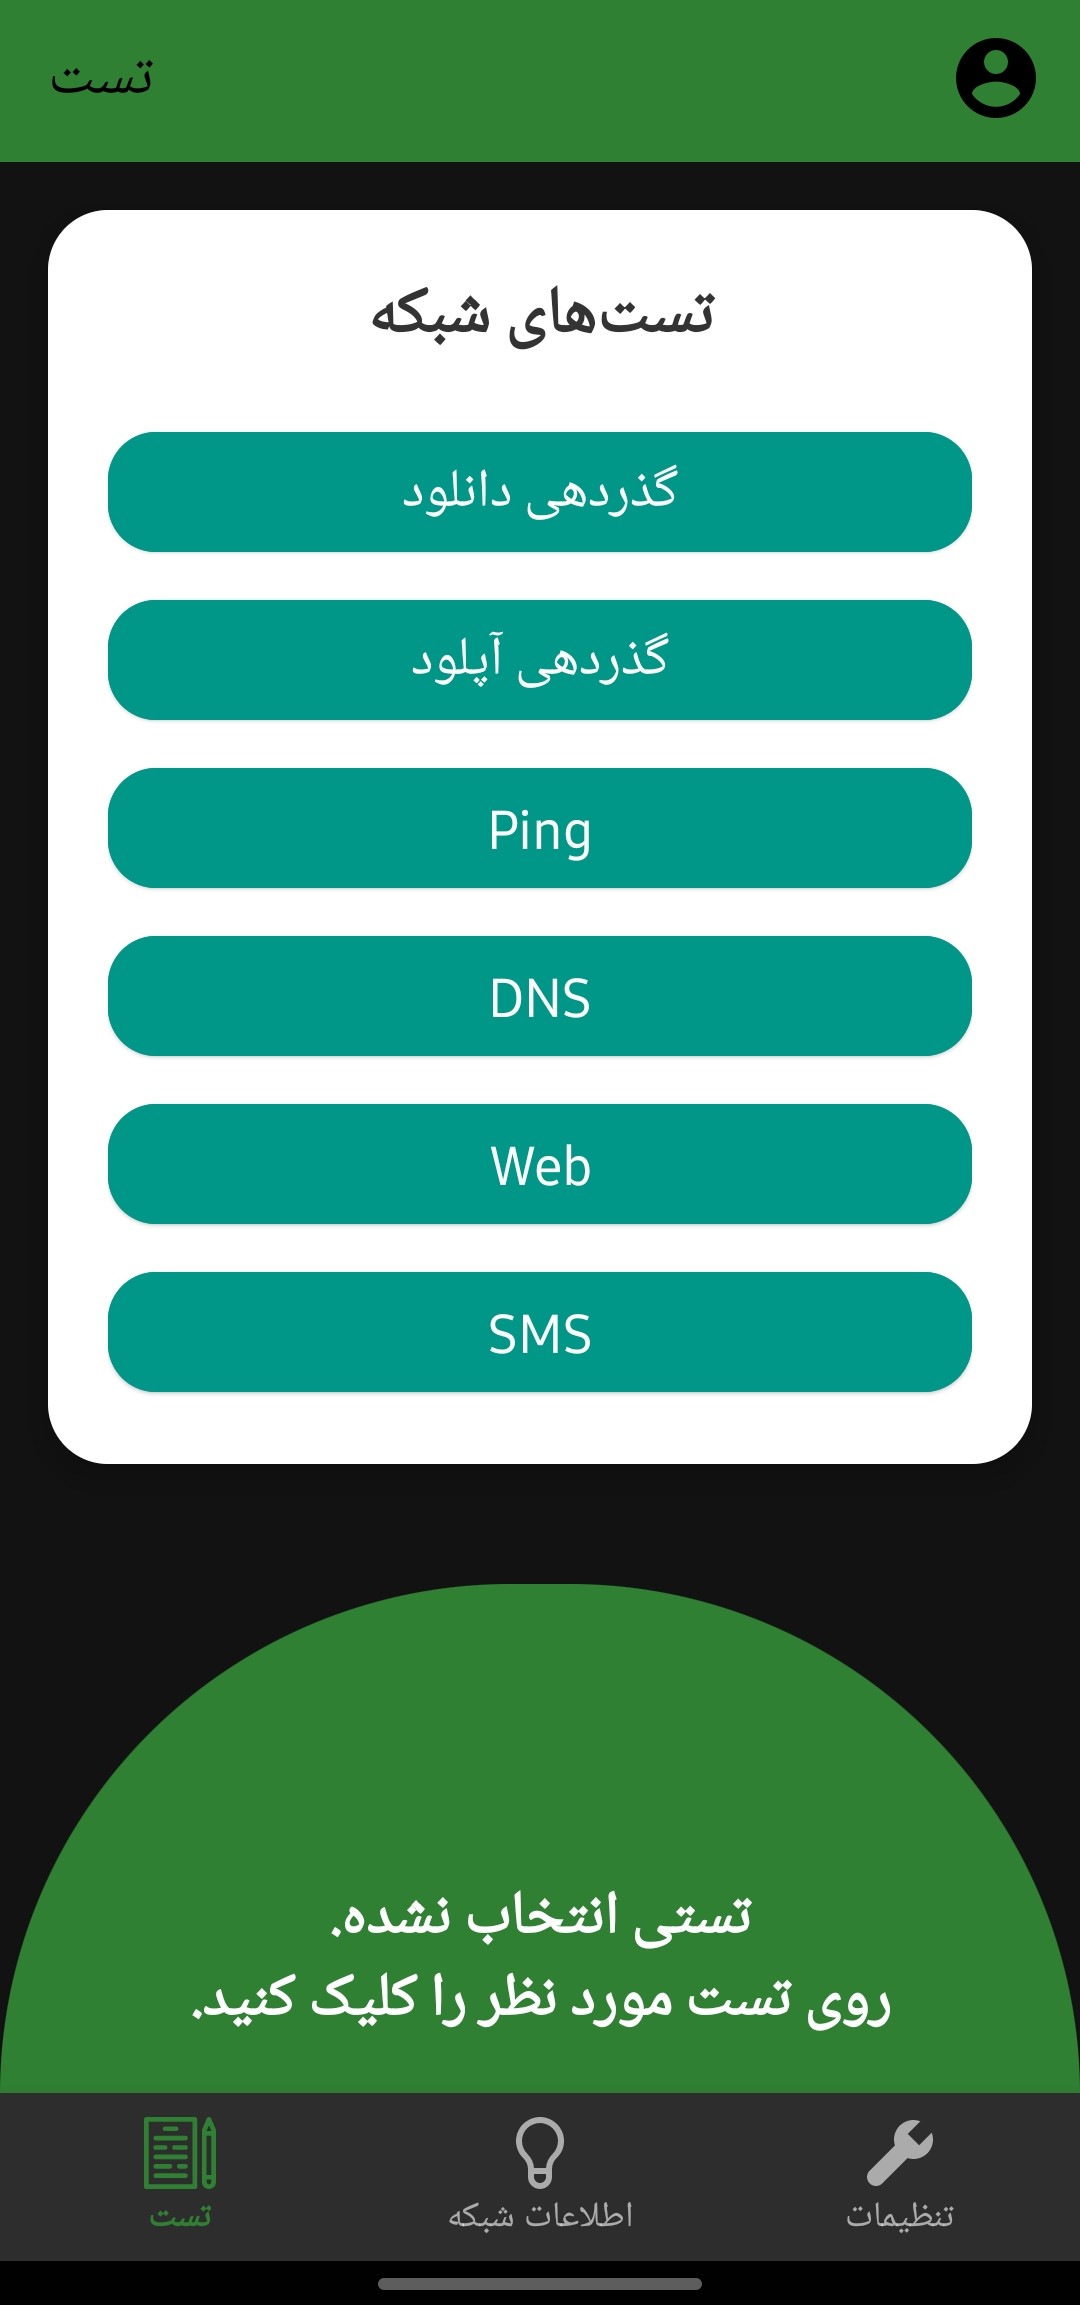 تست
تست‌های شبکه
گذردهی دانلود
گذردهی آپلود
Ping
DNS
Web
SMS
تستی انتخاب نشده.
روی تست مورد نظر را کلیک کنید.
تست
اطلاعات شبکه
تنظیمات